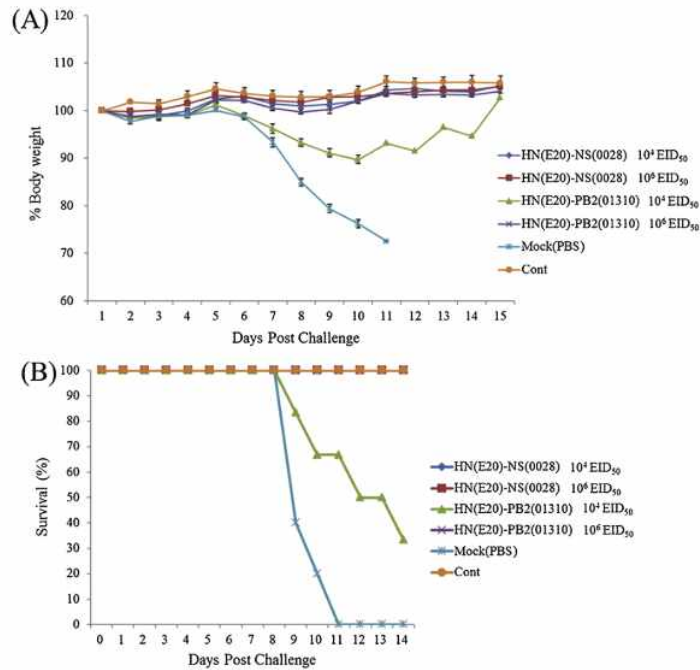 (A)
120
110
100
90
80
70
60
% Body weight
1 2 3 4 5 6 7 8 9 10 11 12 13 14 15
Days Post Challenge
HN(E20)-NS(0028) 10⁴ EID₅₀
HN(E20)-NS(0028) 10⁶ EID₅₀
HN(E20)-PB2(01310) 10⁴ EID₅₀
HN(E20)-PB2(01310) 10⁶ EID₅₀
Mock(PBS)
Cont
(B)
100
90
80
70
60
50
40
30
20
10
0
Survival (%)
0 1 2 3 4 5 6 7 8 9 10 11 12 13 14
Days Post Challenge
HN(E20)-NS(0028) 10⁴ EID₅₀
HN(E20)-NS(0028) 10⁶ EID₅₀
HN(E20)-PB2(01310) 10⁴ EID₅₀
HN(E20)-PB2(01310) 10⁶ EID₅₀
Mock(PBS)
Cont